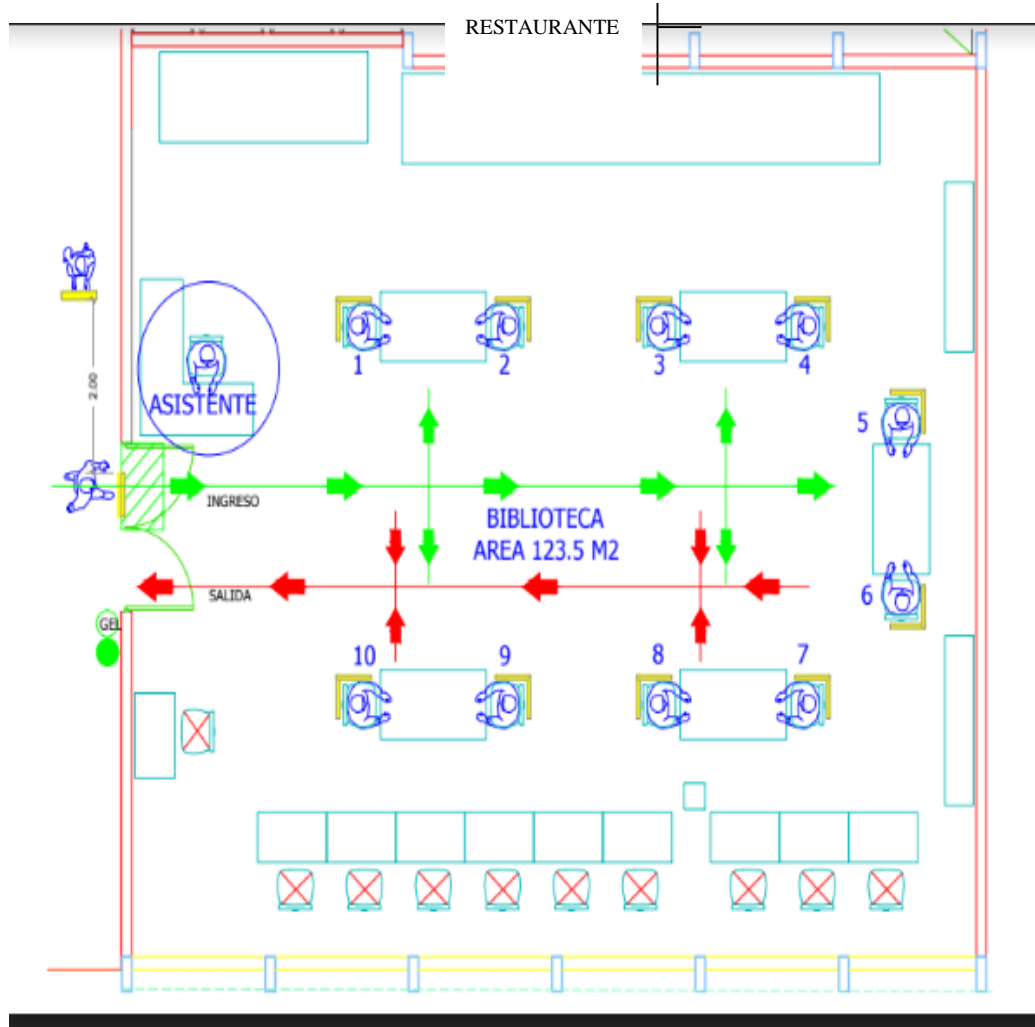 RESTAURANTE
1
2
3
4
5
ASISTENTE
2.00
INGRESO
BIBLIOTECA
AREA 123.5 M2
SALIDA
6
GEL
10
9
8
7